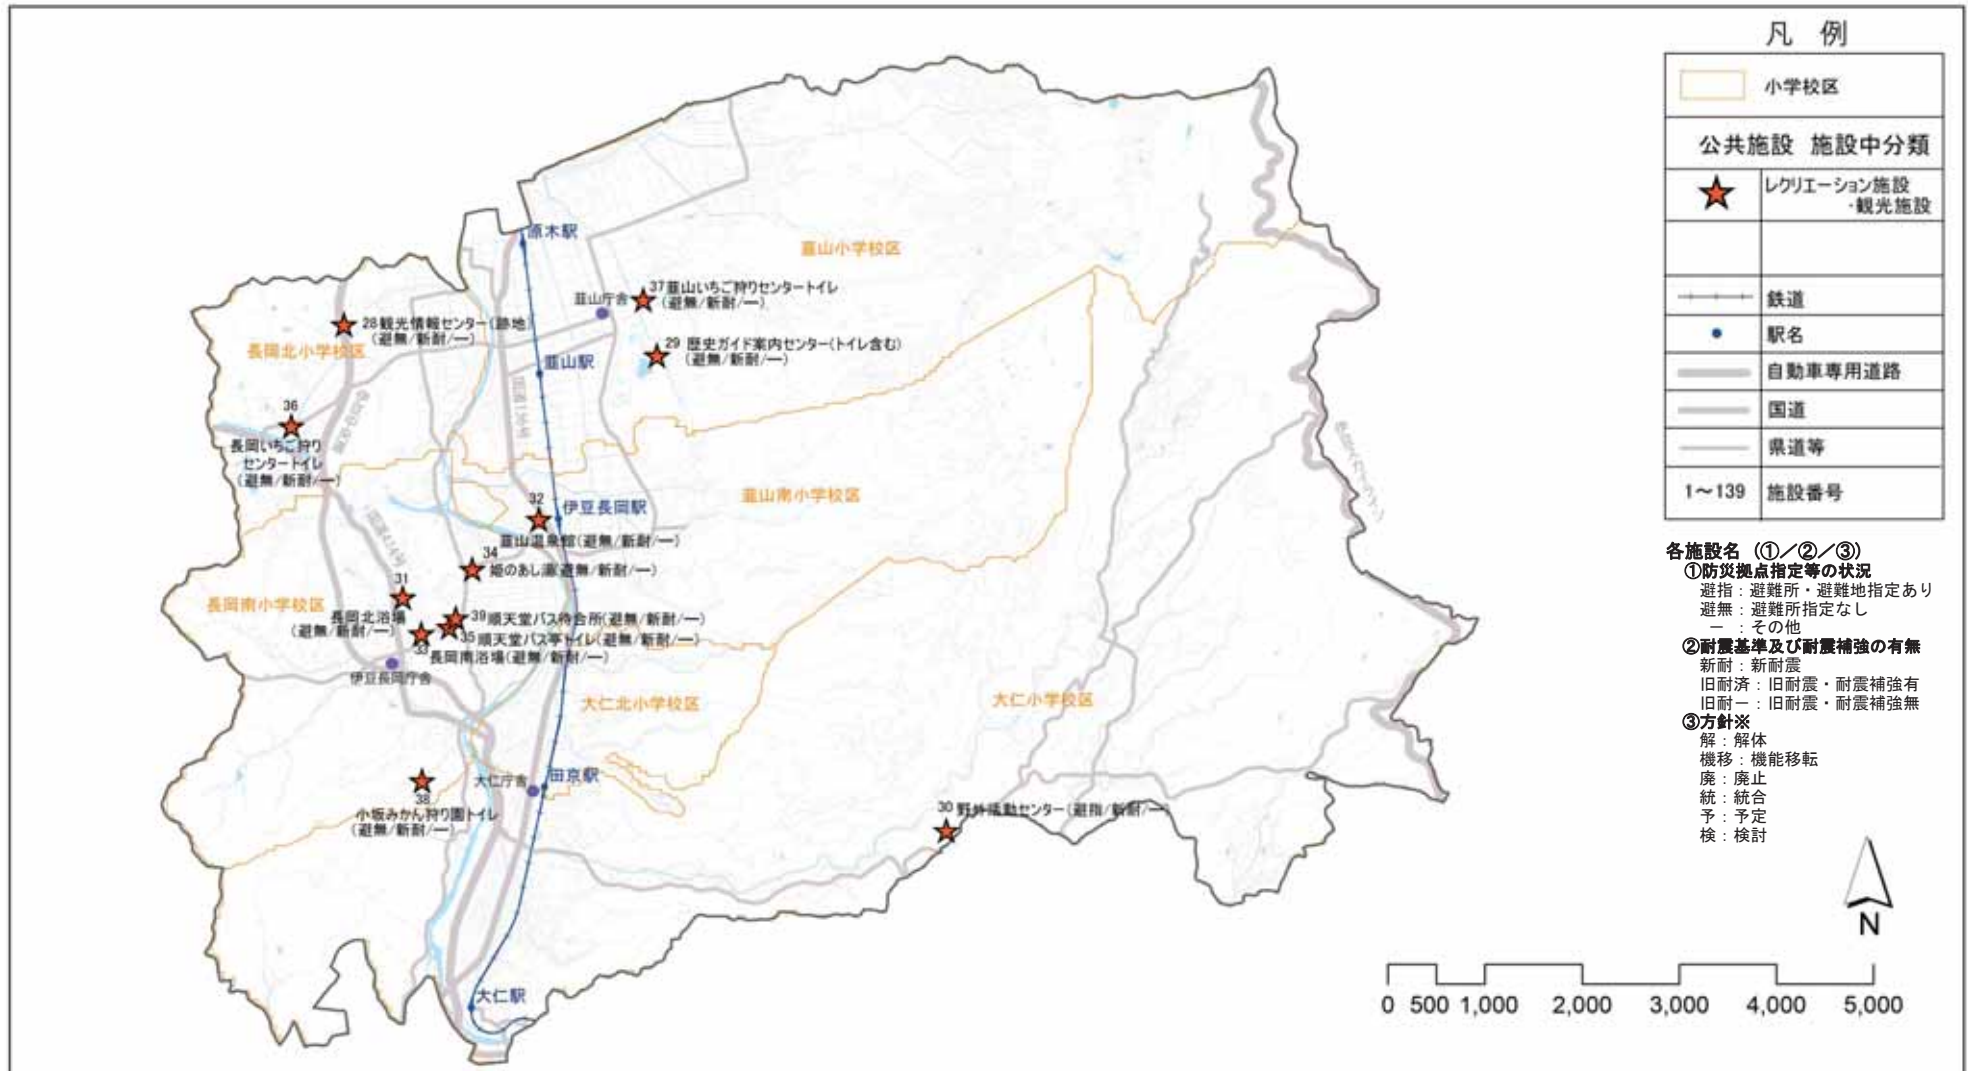 凡 例
小学校区
公共施設 施設中分類
レクリエーション施設
・観光施設
鉄道
駅名
自動車専用道路
国道
県道等
1～139 施設番号
各施設名（①／②／③）
①防災拠点指定等の状況
避指：避難所・避難地指定あり
避無：避難所指定なし
－：その他
②耐震基準及び耐震補強の有無
新耐：新耐震
旧耐済：旧耐震・耐震補強有
旧耐－：旧耐震・耐震補強無
③方針※
解：解体
機移：機能移転
廃：廃止
統：統合
予：予定
検：検討
N
0 500 1,000 2,000 3,000 4,000 5,000
原木駅
韮山小学校区
37韮山いちご狩りセンタートイレ
(避無/新耐/ー)
韮山庁舎
28観光情報センター(跡地)
(避無/新耐/ー)
長岡北小学校区
29 歴史ガイド案内センター(トイレ含む)
(避無/新耐/ー)
韮山駅
国道136号
36
長岡いちご狩り
センタートイレ
(避無/新耐/ー)
韮山南小学校区
32
伊豆長岡駅
韮山温泉館(避無/新耐/ー)
国道414号
34
姫のあし湯(避無/新耐/ー)
31
長岡南小学校区
長岡北浴場
(避無/新耐/ー)
39順天堂バス待合所(避無/新耐/ー)
35順天堂バス亭トイレ(避無/新耐/ー)
33
長岡南浴場(避無/新耐/ー)
伊豆長岡庁舎
大仁北小学校区
大仁小学校区
田京駅
大仁庁舎
38
小坂みかん狩り園トイレ
(避無/新耐/ー)
30 野外活動センター(避指/新耐/ー)
大仁駅